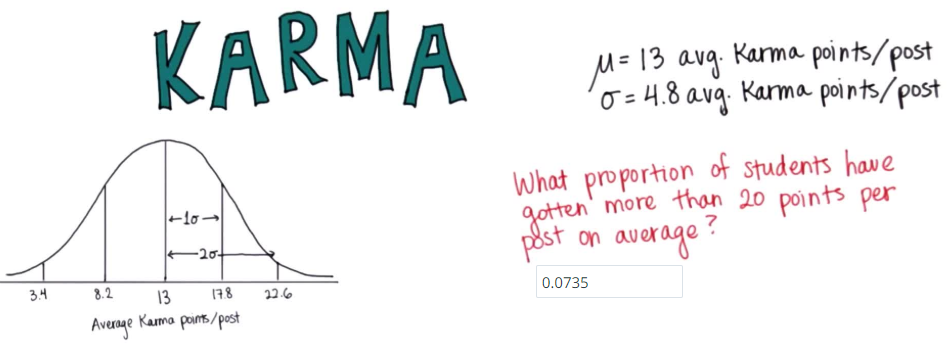 KARMA
μ = 13 avg. Karma points/post
σ = 4.8 avg. Karma points/post
←1σ→
←2σ→
3.4 8.2 13 17.8 22.6
Average Karma points/post
What proportion of students have
gotten more than 20 points per
post on average?
0.0735